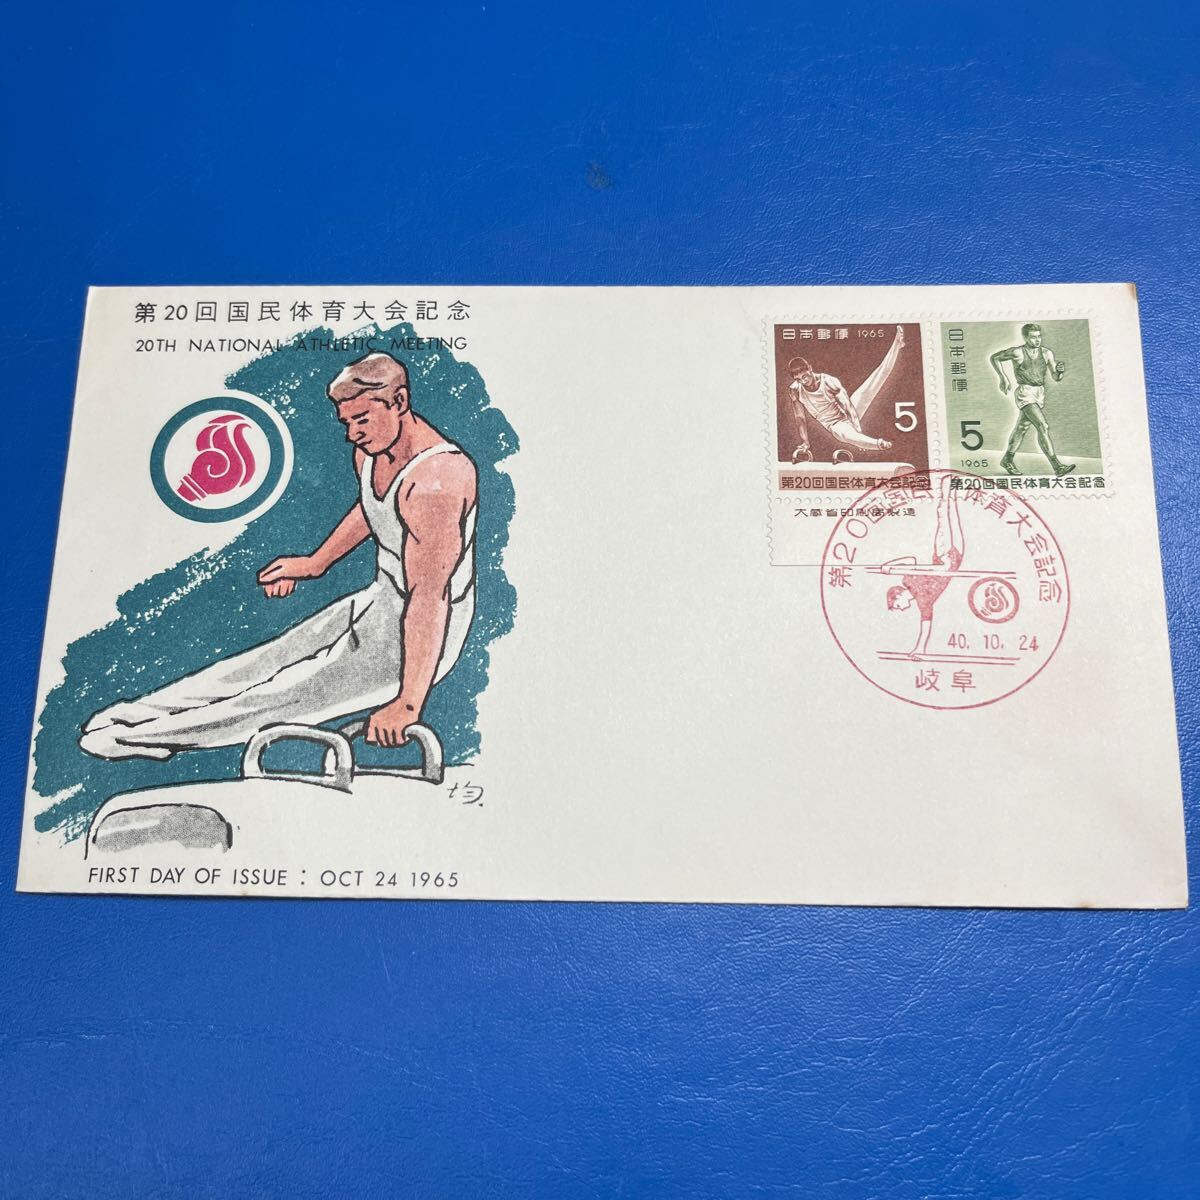 第20回国民体育大会記念
20TH NATIONAL ATHLETIC MEETING
均
FIRST DAY OF ISSUE : OCT 24 1965
日本郵便 1965
5
第20回国民体育大会記念
大蔵省印刷局製造
日本郵便
5
1965
第20回国民体育大会記念
第20回国民体育大会記念
40.10.24
岐阜